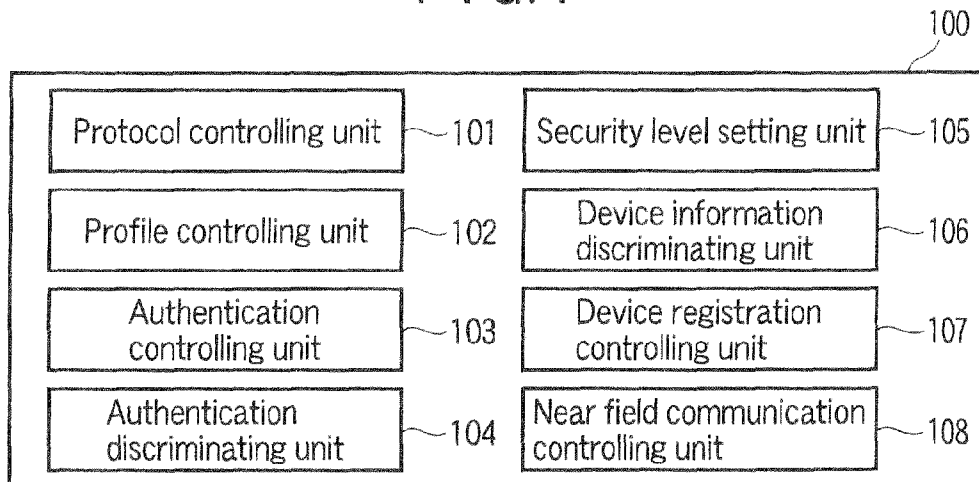 100
Protocol controlling unit 101
Profile controlling unit 102
Authentication
controlling unit 103
Authentication
discriminating unit 104
Security level setting unit 105
Device information
discriminating unit 106
Device registration
controlling unit 107
Near field communication
controlling unit 108